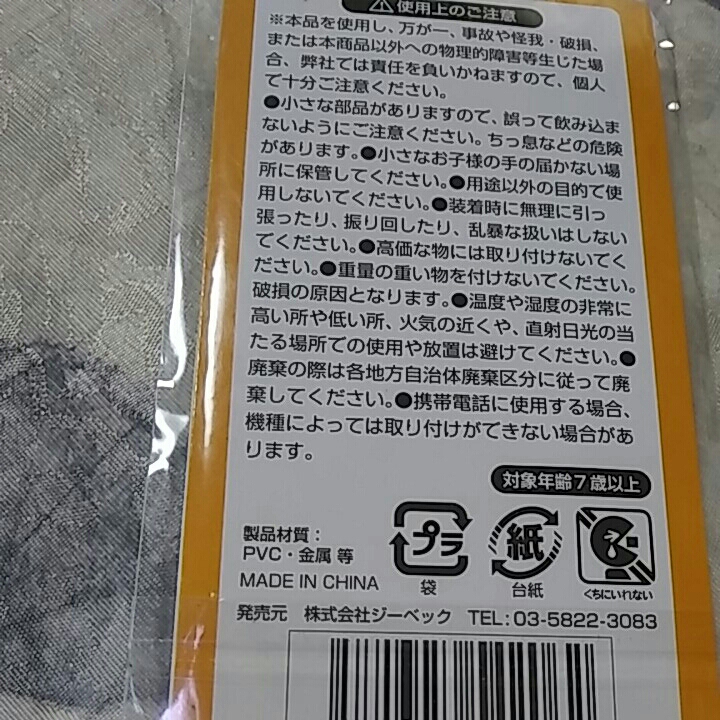 ⚠使用上のご注意
※本品を使用し、万が一、事故や怪我・破損、
または本商品以外への物理的障害等生じた場
合、弊社では責任を負いかねますので、個人
で十分ご注意ください。
●小さな部品がありますので、誤って飲み込ま
ないようにご注意ください。ちっ息などの危険
があります。●小さなお子様の手の届かない場
所に保管してください。●用途以外の目的で使
用しないでください。●装着時に無理に引っ
張ったり、振り回したり、乱暴な扱いはしない
でください。●高価な物には取り付けないでく
ださい。●重量の重い物を付けないでください。
破損の原因となります。●温度や湿度の非常に
高い所や低い所、火気の近くや、直射日光の当
たる場所での使用や放置は避けてください。●
廃棄の際は各地方自治体廃棄区分に従って廃
棄してください。●携帯電話に使用する場合、
機種によっては取り付けができない場合があ
ります。
対象年齢7歳以上
製品材質：
PVC・金属 等
MADE IN CHINA
プラ
袋
紙
台紙
くちにいれない
発売元 株式会社ジーベック TEL:03-5822-3083